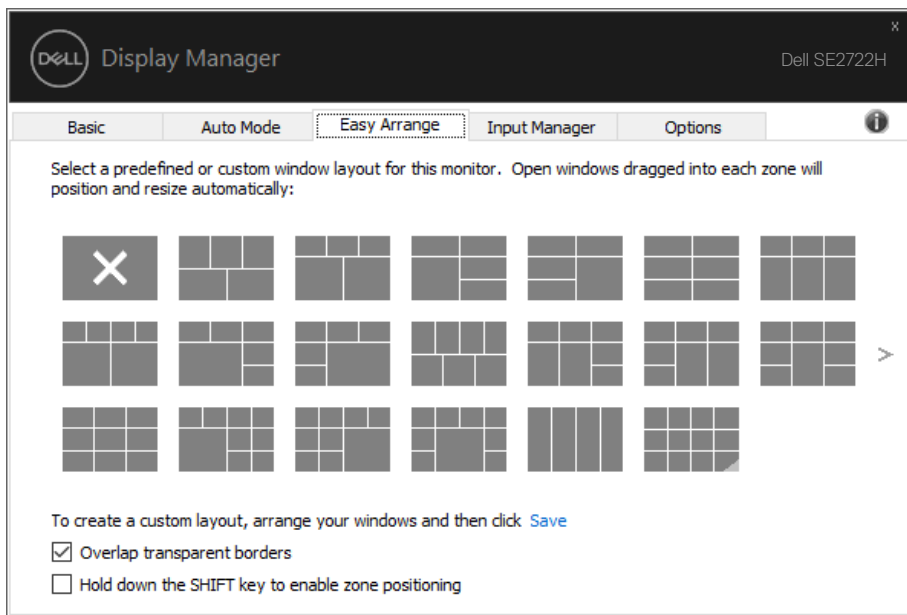 x
DELL Display Manager
Dell SE2722H
Basic Auto Mode Easy Arrange Input Manager Options i
Select a predefined or custom window layout for this monitor. Open windows dragged into each zone will
position and resize automatically:
>
To create a custom layout, arrange your windows and then click Save
Overlap transparent borders
Hold down the SHIFT key to enable zone positioning